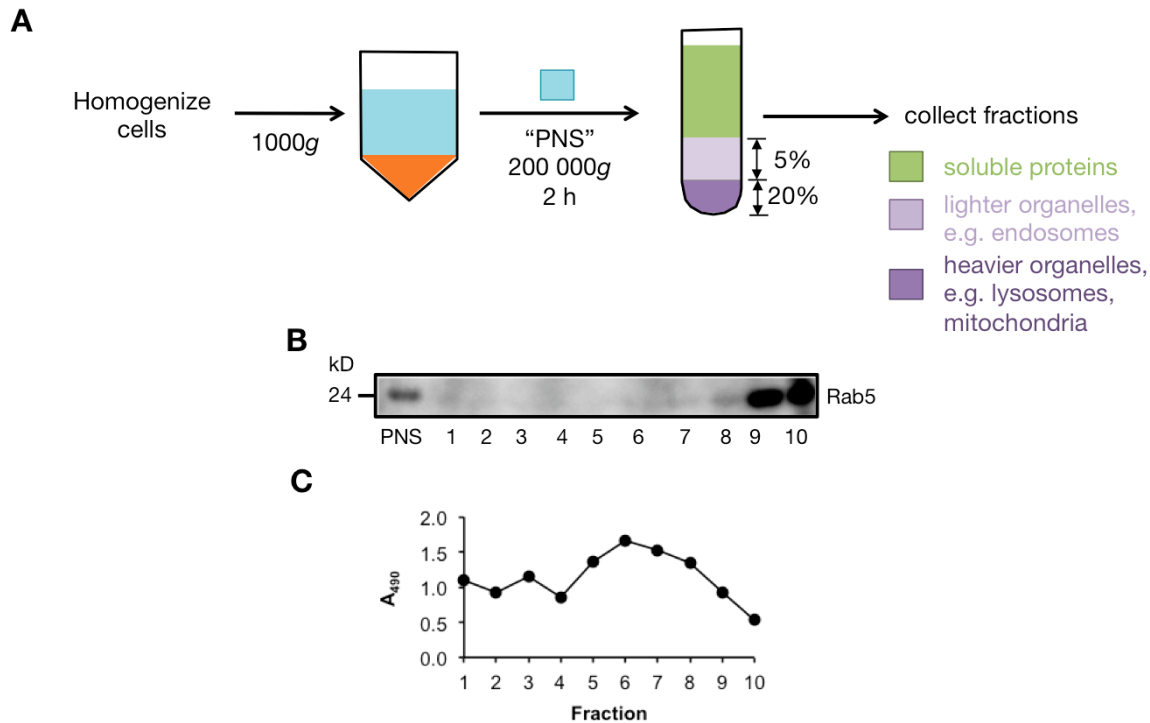 A
Homogenize
cells
1000g
"PNS"
200 000g
2 h
5%
20%
collect fractions
soluble proteins
lighter organelles,
e.g. endosomes
heavier organelles,
e.g. lysosomes,
mitochondria
B
kD
24
Rab5
PNS 1 2 3 4 5 6 7 8 9 10
C
2.0
1.5
1.0
0.5
0.0
A490
1 2 3 4 5 6 7 8 9 10
Fraction